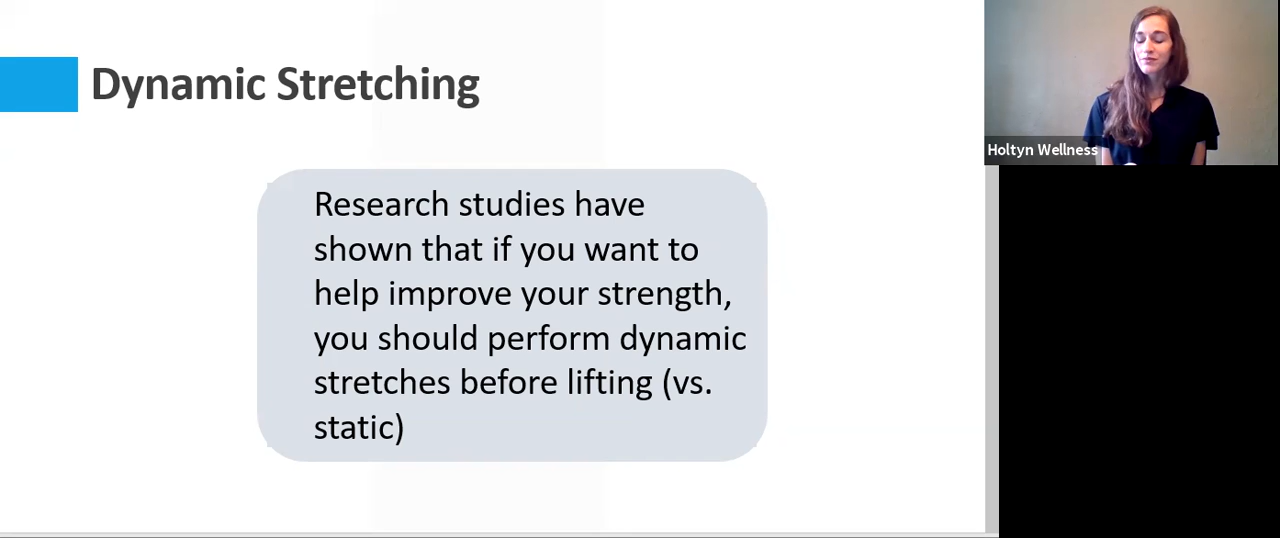 Dynamic Stretching
Research studies have
shown that if you want to
help improve your strength,
you should perform dynamic
stretches before lifting (vs.
static)
Holtyn Wellness